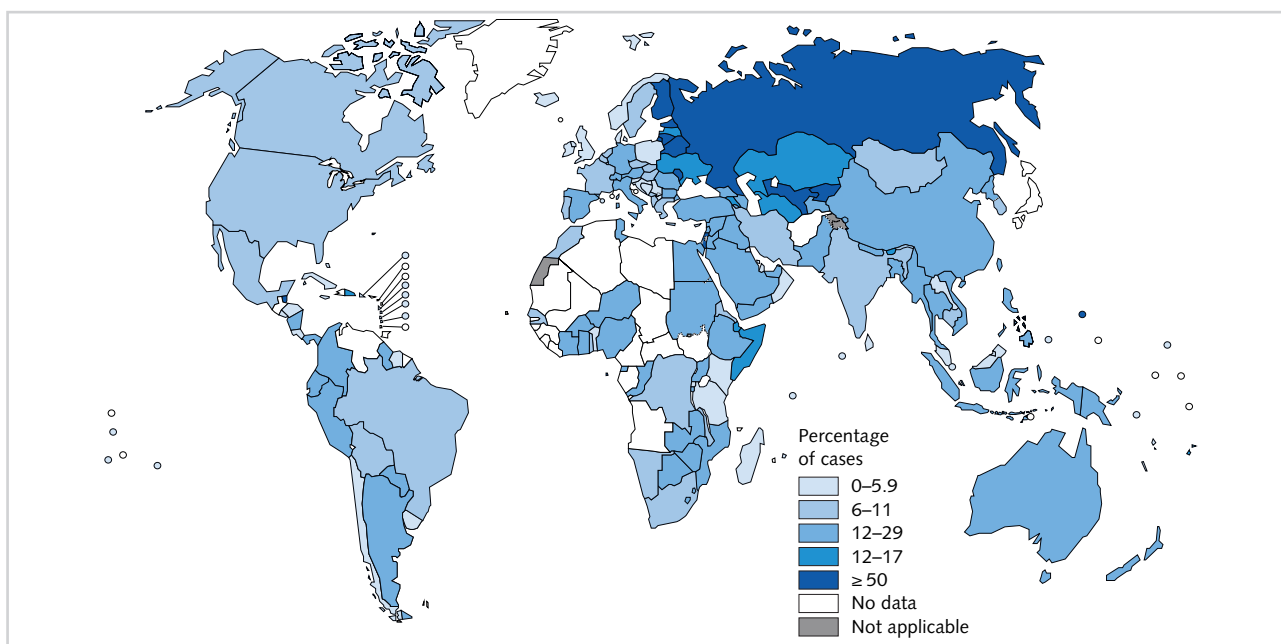 Percentage
of cases
0–5.9
6–11
12–29
12–17
≥ 50
No data
Not applicable